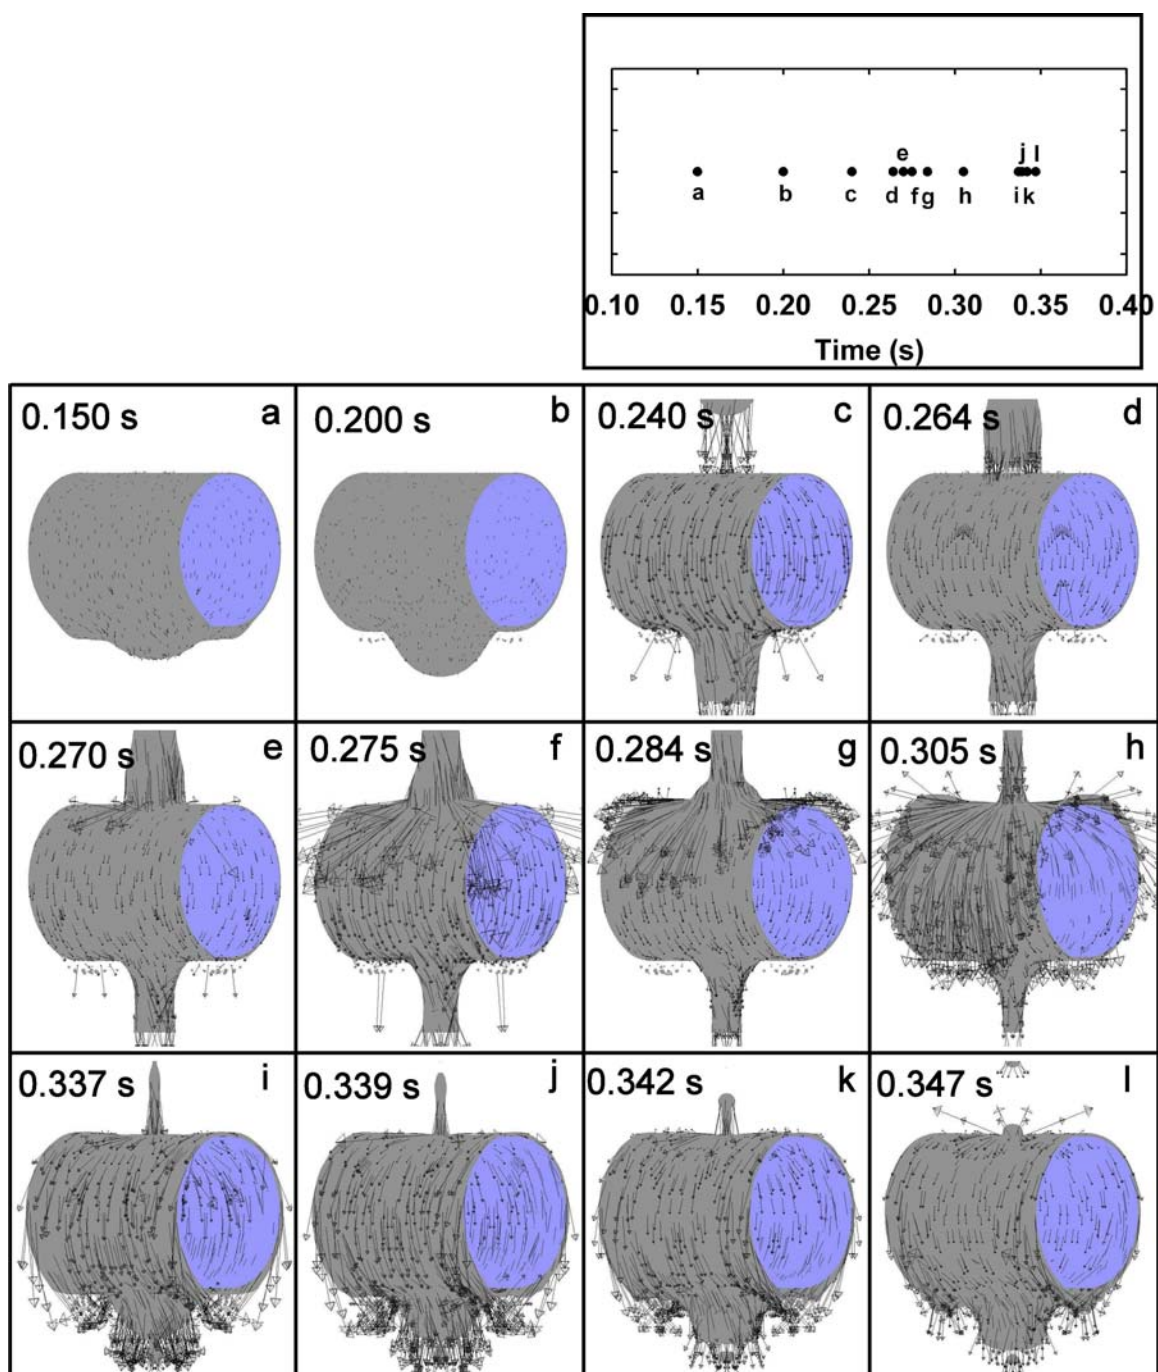 e j l
a b c d f g h i k
0.10 0.15 0.20 0.25 0.30 0.35 0.40
Time (s)
0.150 s a 0.200 s b 0.240 s c 0.264 s d
0.270 s e 0.275 s f 0.284 s g 0.305 s h
0.337 s i 0.339 s j 0.342 s k 0.347 s l